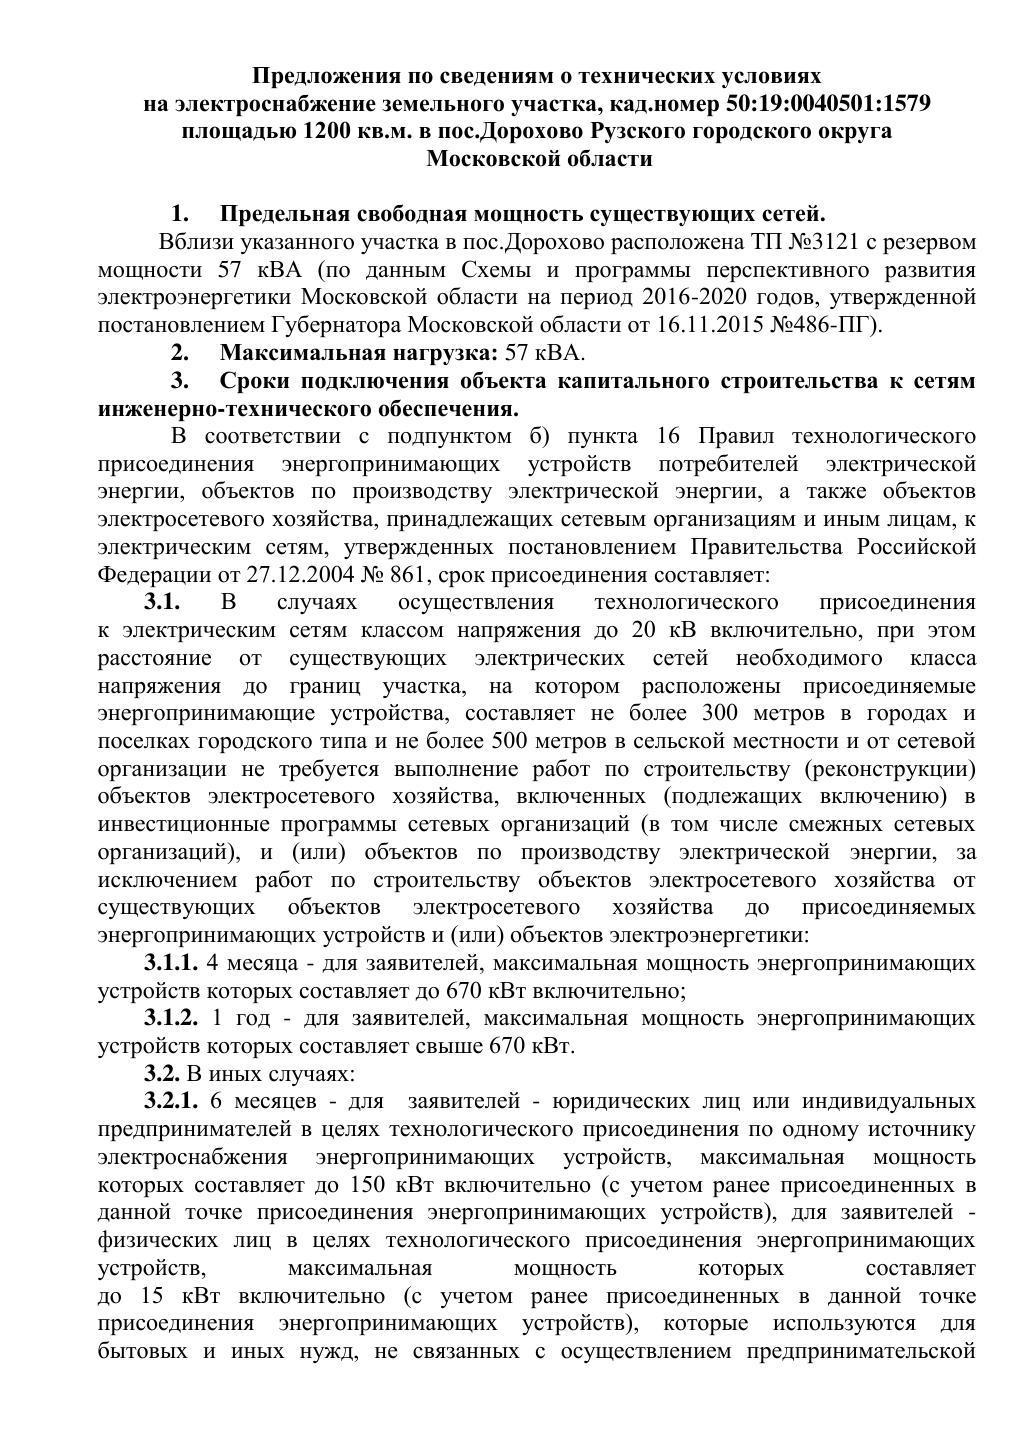 Предложения по сведениям о технических условиях
на электроснабжение земельного участка, кад.номер 50:19:0040501:1579
площадью 1200 кв.м. в пос.Дорохово Рузского городского округа
Московской области
1. Предельная свободная мощность существующих сетей.
Вблизи указанного участка в пос.Дорохово расположена ТП №3121 с резервом
мощности 57 кВА (по данным Схемы и программы перспективного развития
электроэнергетики Московской области на период 2016-2020 годов, утвержденной
постановлением Губернатора Московской области от 16.11.2015 №486-ПГ).
2. Максимальная нагрузка: 57 кВА.
3. Сроки подключения объекта капитального строительства к сетям
инженерно-технического обеспечения.
В соответствии с подпунктом б) пункта 16 Правил технологического
присоединения энергопринимающих устройств потребителей электрической
энергии, объектов по производству электрической энергии, а также объектов
электросетевого хозяйства, принадлежащих сетевым организациям и иным лицам, к
электрическим сетям, утвержденных постановлением Правительства Российской
Федерации от 27.12.2004 № 861, срок присоединения составляет:
3.1. В случаях осуществления технологического присоединения
к электрическим сетям классом напряжения до 20 кВ включительно, при этом
расстояние от существующих электрических сетей необходимого класса
напряжения до границ участка, на котором расположены присоединяемые
энергопринимающие устройства, составляет не более 300 метров в городах и
поселках городского типа и не более 500 метров в сельской местности и от сетевой
организации не требуется выполнение работ по строительству (реконструкции)
объектов электросетевого хозяйства, включенных (подлежащих включению) в
инвестиционные программы сетевых организаций (в том числе смежных сетевых
организаций), и (или) объектов по производству электрической энергии, за
исключением работ по строительству объектов электросетевого хозяйства от
существующих объектов электросетевого хозяйства до присоединяемых
энергопринимающих устройств и (или) объектов электроэнергетики:
3.1.1. 4 месяца - для заявителей, максимальная мощность энергопринимающих
устройств которых составляет до 670 кВт включительно;
3.1.2. 1 год - для заявителей, максимальная мощность энергопринимающих
устройств которых составляет свыше 670 кВт.
3.2. В иных случаях:
3.2.1. 6 месяцев - для заявителей - юридических лиц или индивидуальных
предпринимателей в целях технологического присоединения по одному источнику
электроснабжения энергопринимающих устройств, максимальная мощность
которых составляет до 150 кВт включительно (с учетом ранее присоединенных в
данной точке присоединения энергопринимающих устройств), для заявителей -
физических лиц в целях технологического присоединения энергопринимающих
устройств, максимальная мощность которых составляет
до 15 кВт включительно (с учетом ранее присоединенных в данной точке
присоединения энергопринимающих устройств), которые используются для
бытовых и иных нужд, не связанных с осуществлением предпринимательской